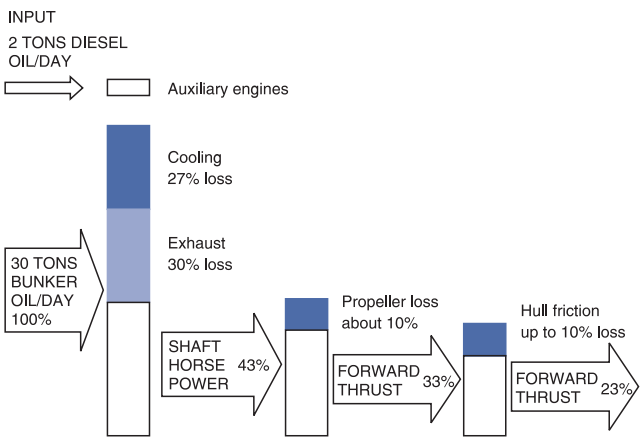 INPUT
2 TONS DIESEL
OIL/DAY
Auxiliary engines
Cooling
27% loss
Exhaust
30% loss
30 TONS
BUNKER
OIL/DAY
100%
SHAFT
HORSE 43%
POWER
Propeller loss
about 10%
FORWARD 33%
THRUST
Hull friction
up to 10% loss
FORWARD 23%
THRUST